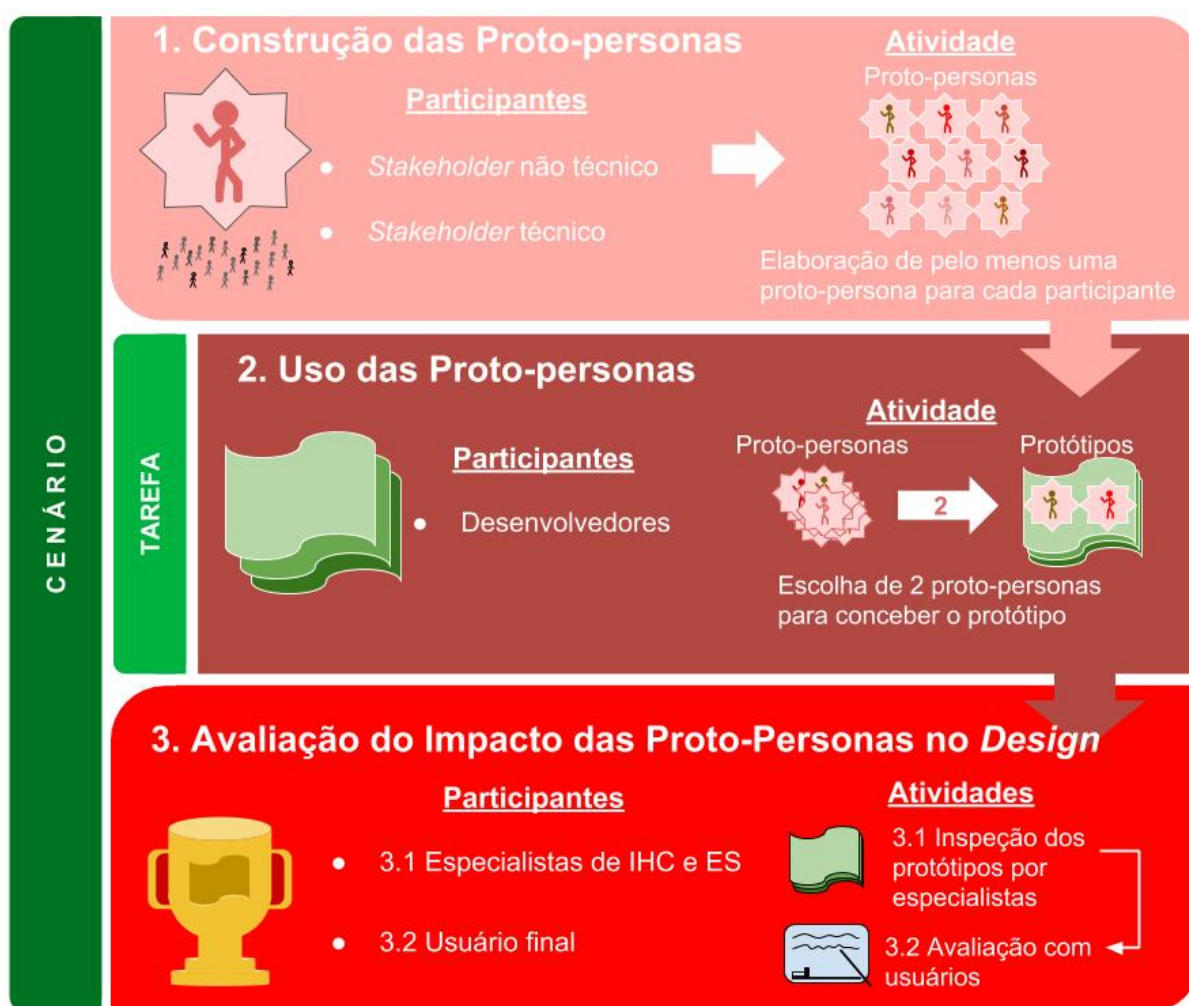 CENÁRIO
1. Construção das Proto-personas
Participantes
● Stakeholder não técnico
● Stakeholder técnico
Atividade
Proto-personas
Elaboração de pelo menos uma
proto-persona para cada participante
TAREFA
2. Uso das Proto-personas
Participantes
● Desenvolvedores
Atividade
Proto-personas
2
Protótipos
Escolha de 2 proto-personas
para conceber o protótipo
3. Avaliação do Impacto das Proto-Personas no Design
Participantes
● 3.1 Especialistas de IHC e ES
● 3.2 Usuário final
Atividades
3.1 Inspeção dos
protótipos por
especialistas
3.2 Avaliação com
usuários